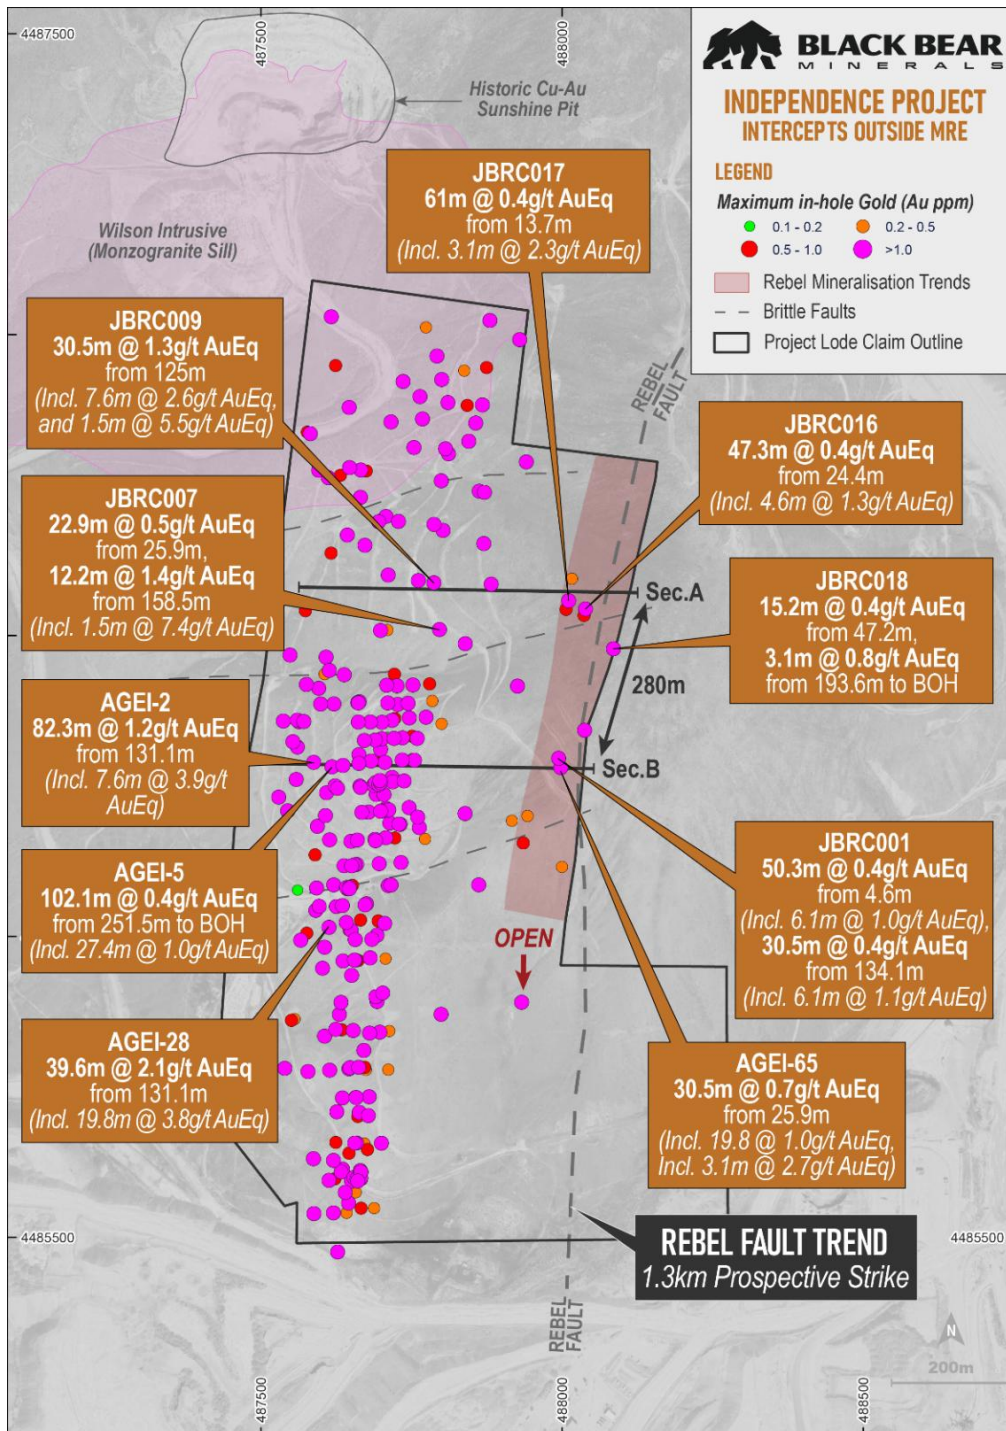 4487500
487500
488000
BLACK BEAR
MINERALS
INDEPENDENCE PROJECT
INTERCEPTS OUTSIDE MRE
LEGEND
Maximum in-hole Gold (Au ppm)
0.1 - 0.2
0.2 - 0.5
0.5 - 1.0
>1.0
Rebel Mineralisation Trends
Brittle Faults
Project Lode Claim Outline
Historic Cu-Au
Sunshine Pit
Wilson Intrusive
(Monzogranite Sill)
JBRC017
61m @ 0.4g/t AuEq
from 13.7m
(Incl. 3.1m @ 2.3g/t AuEq)
JBRC009
30.5m @ 1.3g/t AuEq
from 125m
(Incl. 7.6m @ 2.6g/t AuEq,
and 1.5m @ 5.5g/t AuEq)
REBEL
FAULT
JBRC016
47.3m @ 0.4g/t AuEq
from 24.4m
(Incl. 4.6m @ 1.3g/t AuEq)
JBRC007
22.9m @ 0.5g/t AuEq
from 25.9m,
12.2m @ 1.4g/t AuEq
from 158.5m
(Incl. 1.5m @ 7.4g/t AuEq)
Sec.A
JBRC018
15.2m @ 0.4g/t AuEq
from 47.2m,
3.1m @ 0.8g/t AuEq
from 193.6m to BOH
280m
AGEI-2
82.3m @ 1.2g/t AuEq
from 131.1m
(Incl. 7.6m @ 3.9g/t
AuEq)
Sec.B
AGEI-5
102.1m @ 0.4g/t AuEq
from 251.5m to BOH
(Incl. 27.4m @ 1.0g/t AuEq)
JBRC001
50.3m @ 0.4g/t AuEq
from 4.6m
(Incl. 6.1m @ 1.0g/t AuEq),
30.5m @ 0.4g/t AuEq
from 134.1m
(Incl. 6.1m @ 1.1g/t AuEq)
OPEN
AGEI-28
39.6m @ 2.1g/t AuEq
from 131.1m
(Incl. 19.8m @ 3.8g/t AuEq)
AGEI-65
30.5m @ 0.7g/t AuEq
from 25.9m
(Incl. 19.8 @ 1.0g/t AuEq,
Incl. 3.1m @ 2.7g/t AuEq)
4485500
REBEL FAULT TREND
1.3km Prospective Strike
4485500
REBEL
FAULT
N
200m
487500
488000
488500